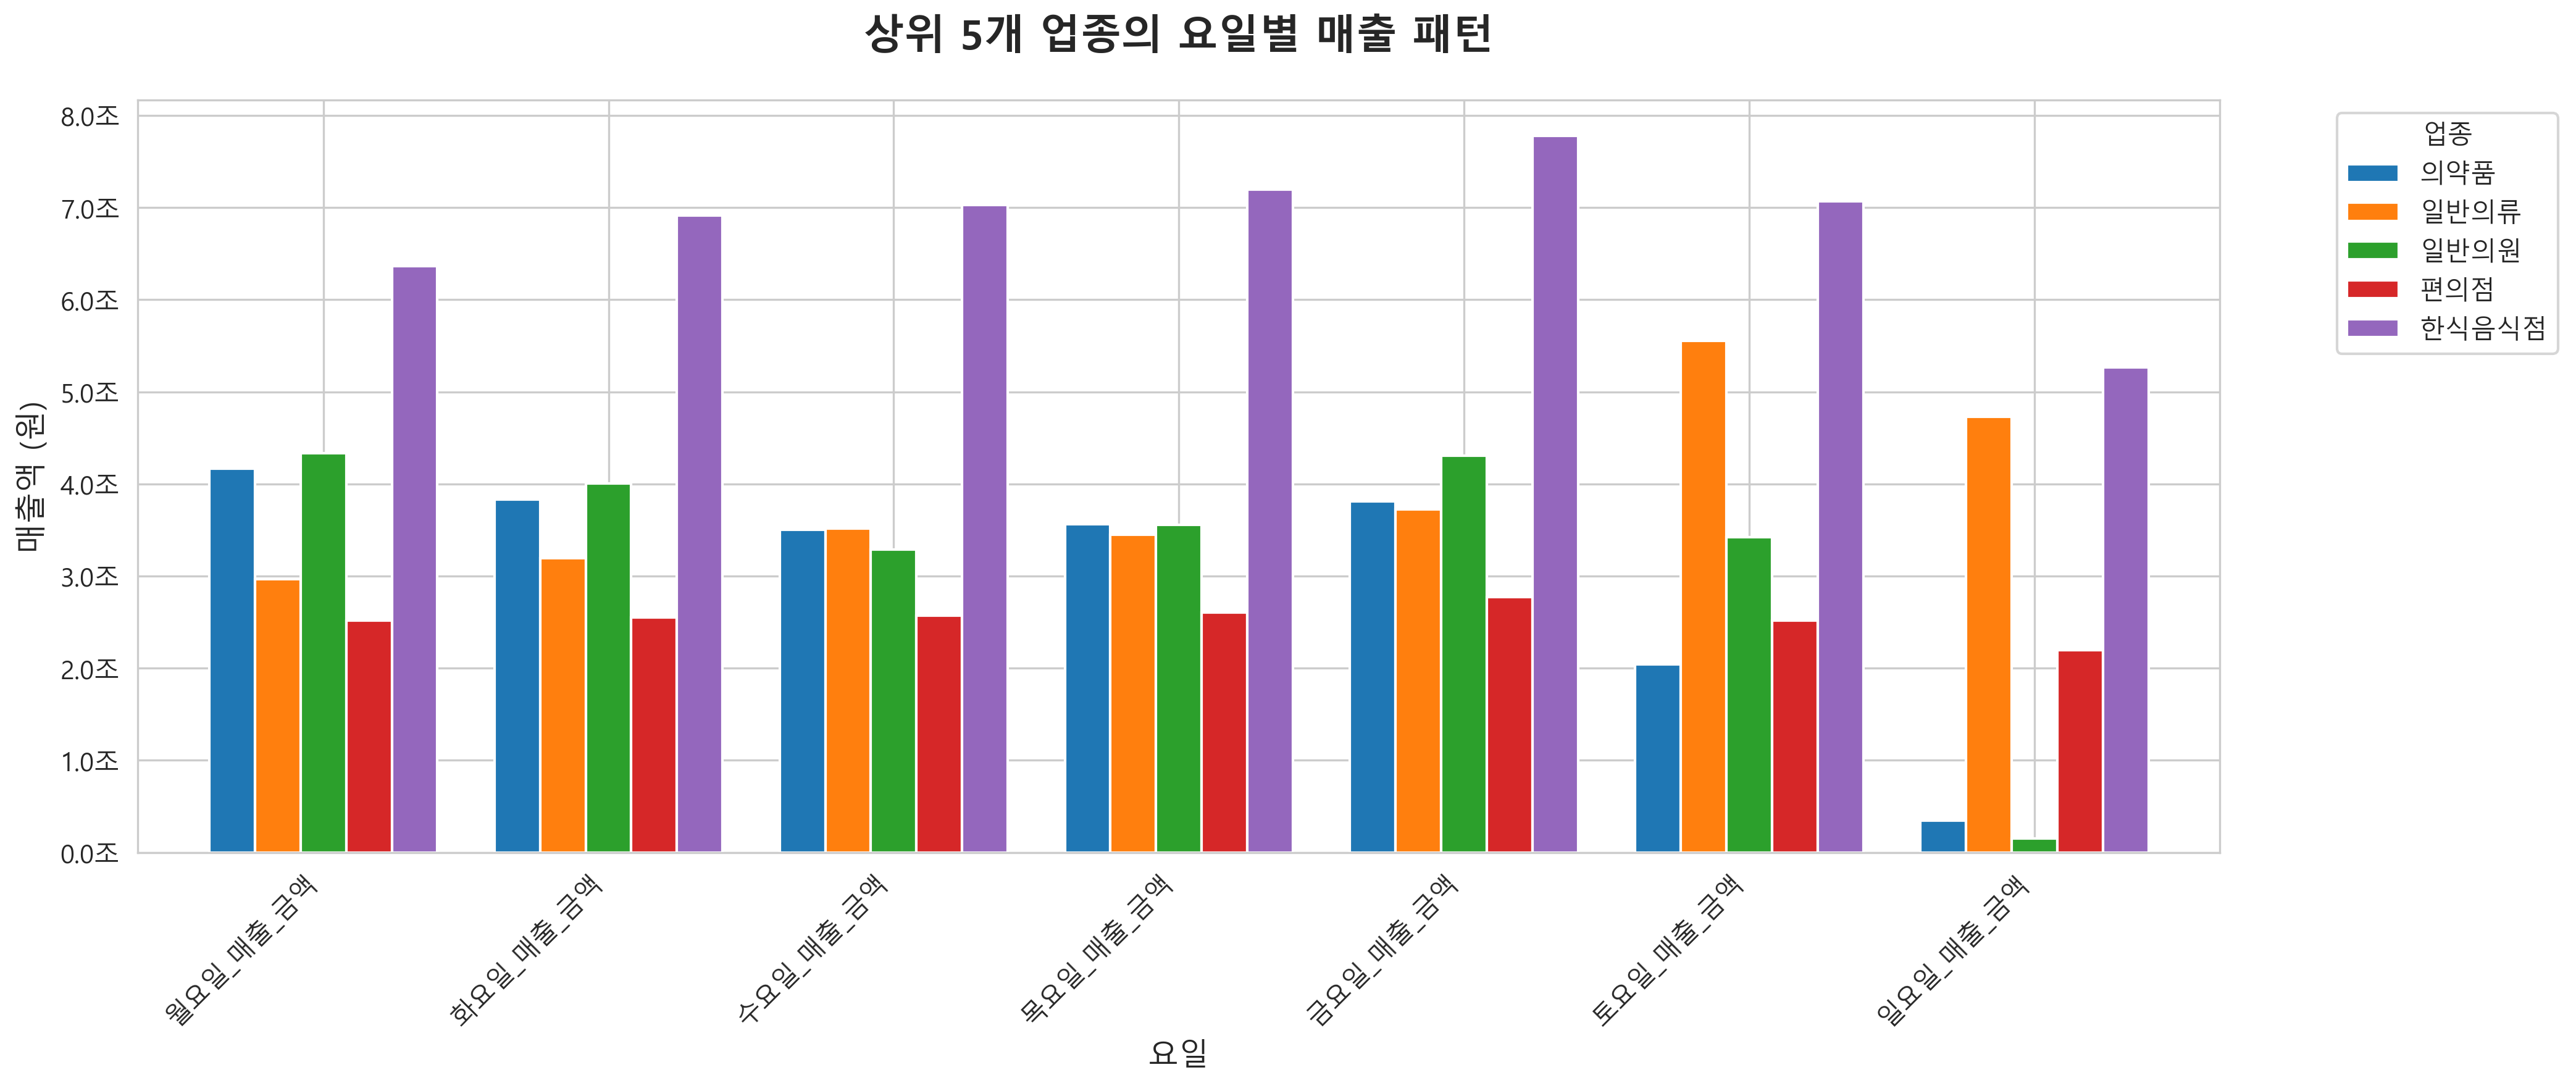 상위 5개 업종의 요일별 매출 패턴
8.0조
7.0조
6.0조
5.0조
4.0조
3.0조
2.0조
1.0조
0.0조
매출액 (원)
월요일_매출_금액
화요일_매출_금액
수요일_매출_금액
목요일_매출_금액
금요일_매출_금액
토요일_매출_금액
일요일_매출_금액
요일
업종
의약품
일반의류
일반의원
편의점
한식음식점